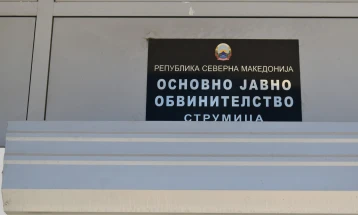 РЕПУБЛИКА СЕВЕРНА МАКЕДОНИЈА
ОСНОВНО ЈАВНО
ОБВИНИТЕЛСТВО
СТРУМИЦА